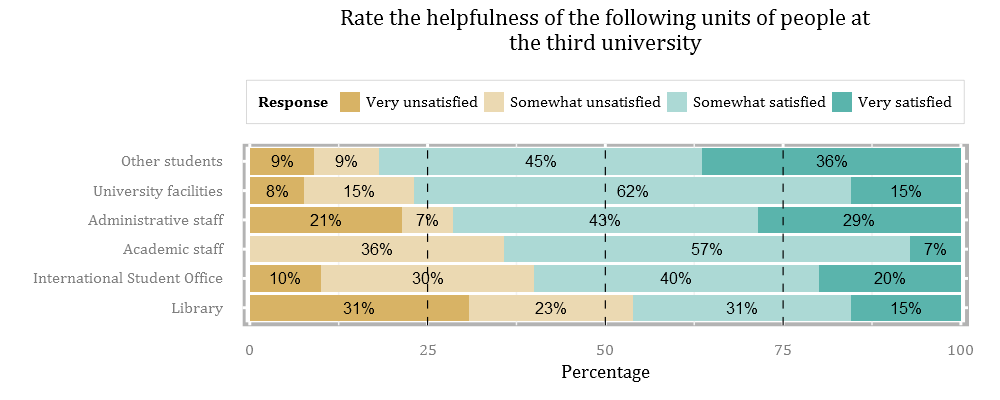 Rate the helpfulness of the following units of people at
the third university
Response Very unsatisfied Somewhat unsatisfied Somewhat satisfied Very satisfied
Other students 9% 9% 45% 36%
University facilities 8% 15% 62% 15%
Administrative staff 21% 7% 43% 29%
Academic staff 36% 57% 7%
International Student Office 10% 30% 40% 20%
Library 31% 23% 31% 15%
0 25 50 75 100
Percentage